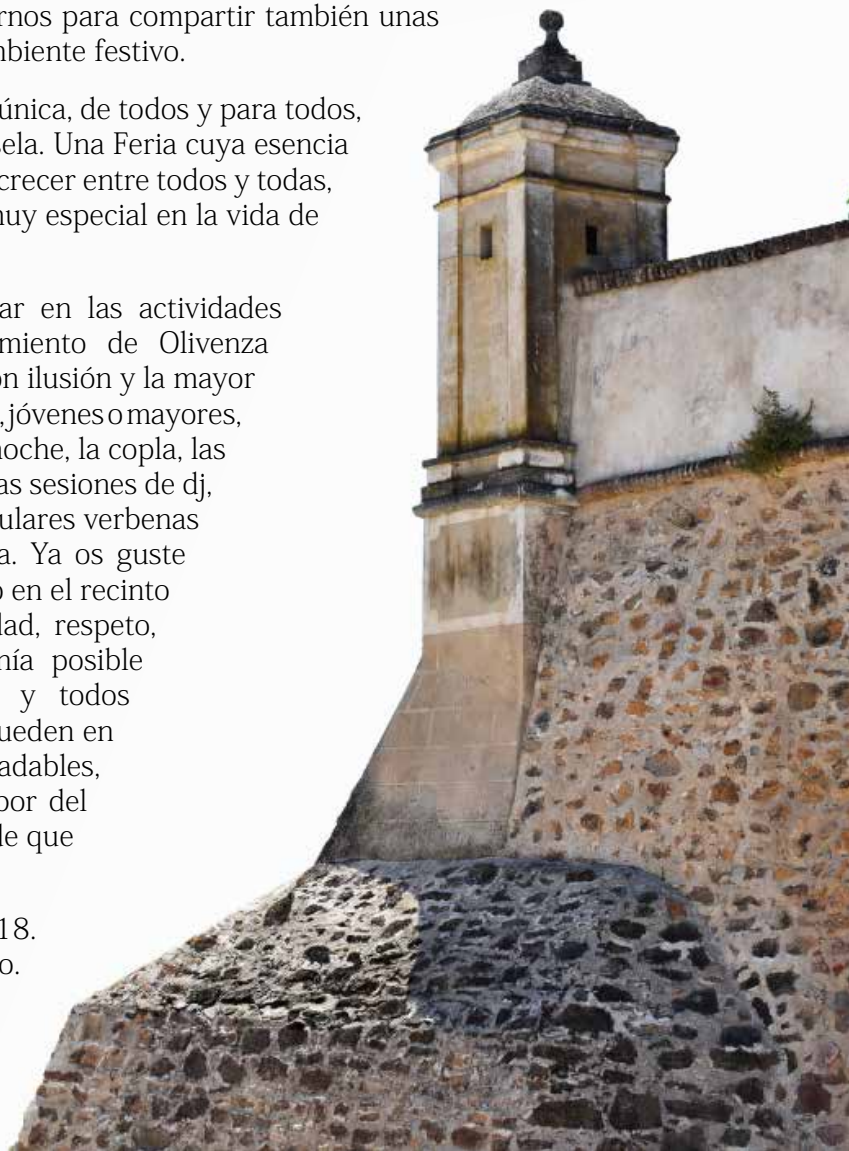 rnos para compartir también unas
mbiente festivo.
única, de todos y para todos,
sela. Una Feria cuya esencia
crecer entre todos y todas,
muy especial en la vida de
ar en las actividades
miento de Olivenza
on ilusión y la mayor
, jóvenes o mayores,
noche, la copla, las
as sesiones de dj,
ulares verbenas
a. Ya os guste
o en el recinto
dad, respeto,
nía posible
y todos
ueden en
adables,
por del
de que
18.
o.